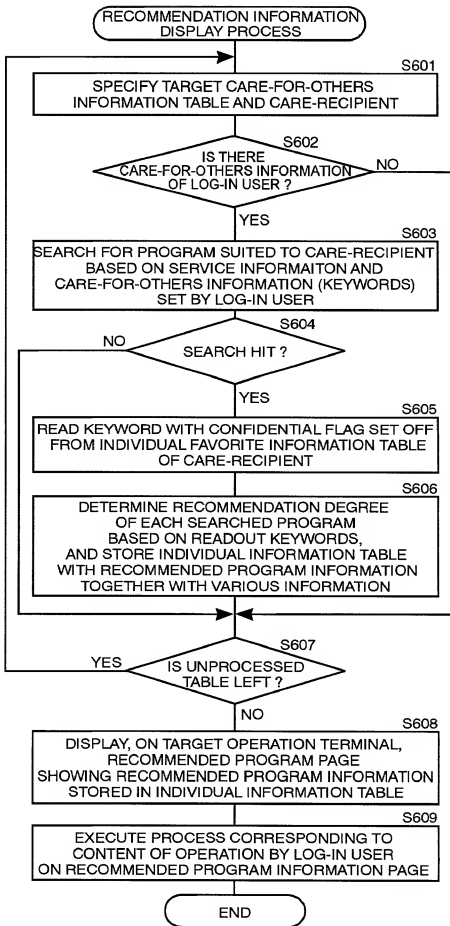 RECOMMENDATION INFORMATION
DISPLAY PROCESS
S601
SPECIFY TARGET CARE-FOR-OTHERS
INFORMATION TABLE AND CARE-RECIPIENT
S602
IS THERE
CARE-FOR-OTHERS INFORMATION
OF LOG-IN USER ?
NO
YES
S603
SEARCH FOR PROGRAM SUITED TO CARE-RECIPIENT
BASED ON SERVICE INFORMAITON AND
CARE-FOR-OTHERS INFORMATION (KEYWORDS)
SET BY LOG-IN USER
S604
NO
SEARCH HIT ?
YES
S605
READ KEYWORD WITH CONFIDENTIAL FLAG SET OFF
FROM INDIVIDUAL FAVORITE INFORMATION TABLE
OF CARE-RECIPIENT
S606
DETERMINE RECOMMENDATION DEGREE
OF EACH SEARCHED PROGRAM
BASED ON READOUT KEYWORDS,
AND STORE INDIVIDUAL INFORMATION TABLE
WITH RECOMMENDED PROGRAM INFORMATION
TOGETHER WITH VARIOUS INFORMATION
S607
YES
IS UNPROCESSED
TABLE LEFT ?
NO
S608
DISPLAY, ON TARGET OPERATION TERMINAL,
RECOMMENDED PROGRAM PAGE
SHOWING RECOMMENDED PROGRAM INFORMATION
STORED IN INDIVIDUAL INFORMATION TABLE
S609
EXECUTE PROCESS CORRESPONDING TO
CONTENT OF OPERATION BY LOG-IN USER
ON RECOMMENDED PROGRAM INFORMATION PAGE
END